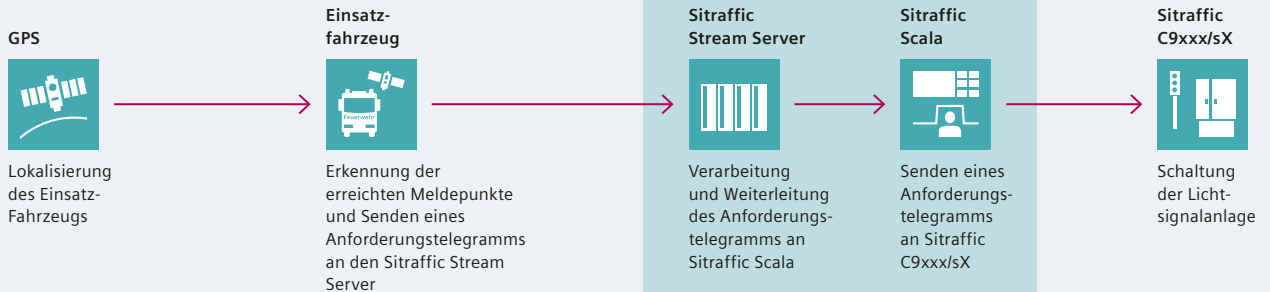 GPS
Lokalisierung
des Einsatz-
Fahrzeugs
Einsatz-
fahrzeug
Feuerwehr
Erkennung der
erreichten Meldepunkte
und Senden eines
Anforderungstelegramms
an den Sitraffic Stream
Server
Sitraffic
Stream Server
Verarbeitung
und Weiterleitung
des Anforderungs-
telegramms an
Sitraffic Scala
Sitraffic
Scala
Senden eines
Anforderungs-
telegramms
an Sitraffic
C9xxx/sX
Sitraffic
C9xxx/sX
Schaltung
der Licht-
signalanlage